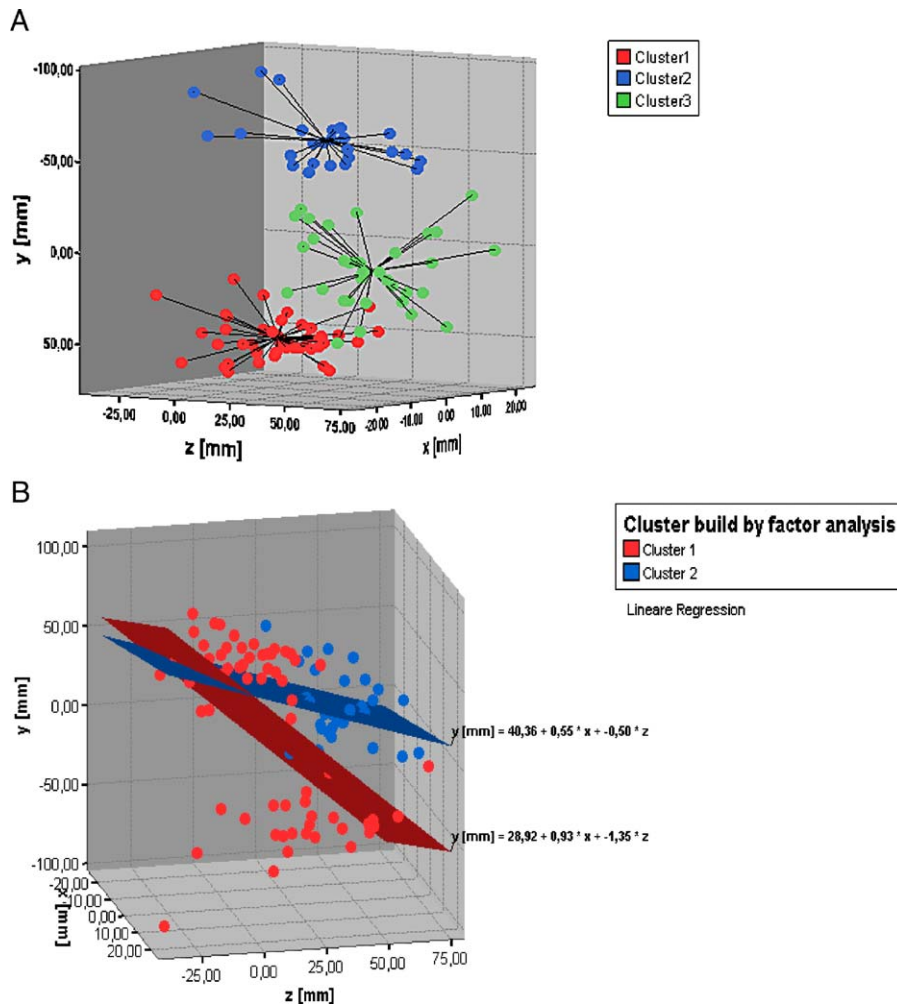 A
Cluster1
Cluster2
Cluster3
-100,00
-50,00
0,00
50,00
y [mm]
-25,00 0,00 25,00 50,00 75,00
z [mm]
-20,00 -10,00 0,00 10,00 20,00
x [mm]
B
Cluster build by factor analysis
Cluster 1
Cluster 2
Lineare Regression
100,00
50,00
0,00
-50,00
-100,00
y [mm]
y [mm] = 40,36 + 0,55 * x + -0,50 * z
y [mm] = 28,92 + 0,93 * x + -1,35 * z
-20,00
-10,00
0,00
10,00
20,00
x [mm]
-25,00 0,00 25,00 50,00 75,00
z [mm]